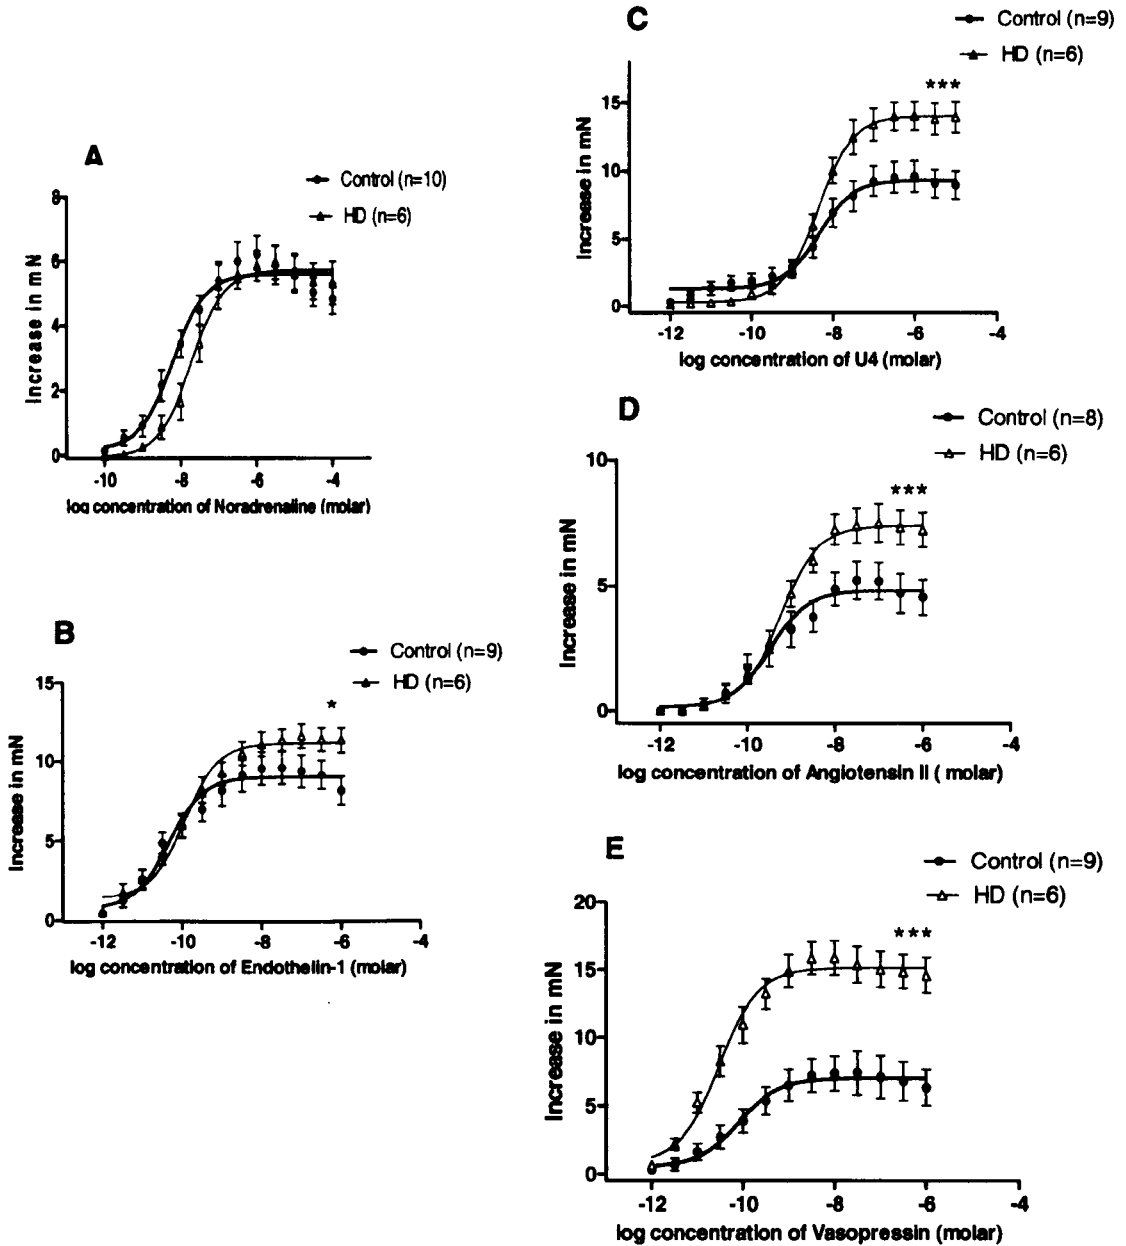 A
Control (n=10)
HD (n=6)
8
6
4
2
0
Increase in mN
-10 -8 -6 -4
log concentration of Noradrenaline (molar)
B
Control (n=9)
HD (n=6)
*
15
10
5
0
Increase in mN
-12 -10 -8 -6 -4
log concentration of Endothelin-1 (molar)
C
Control (n=9)
HD (n=6)
***
15
10
5
0
Increase in mN
-12 -10 -8 -6 -4
log concentration of U4 (molar)
D
Control (n=8)
HD (n=6)
***
10
5
0
Increase in mN
-12 -10 -8 -6 -4
log concentration of Angiotensin II ( molar)
E
Control (n=9)
HD (n=6)
***
20
15
10
5
0
Increase in mN
-12 -10 -8 -6 -4
log concentration of Vasopressin (molar)